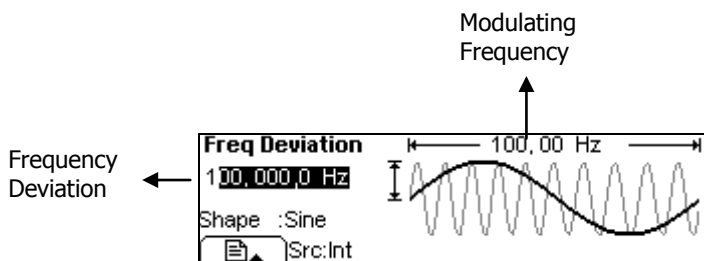 Modulating
Frequency
Freq Deviation
100,00 Hz
Frequency
Deviation
100,000,0 Hz
Shape :Sine
Src:Int